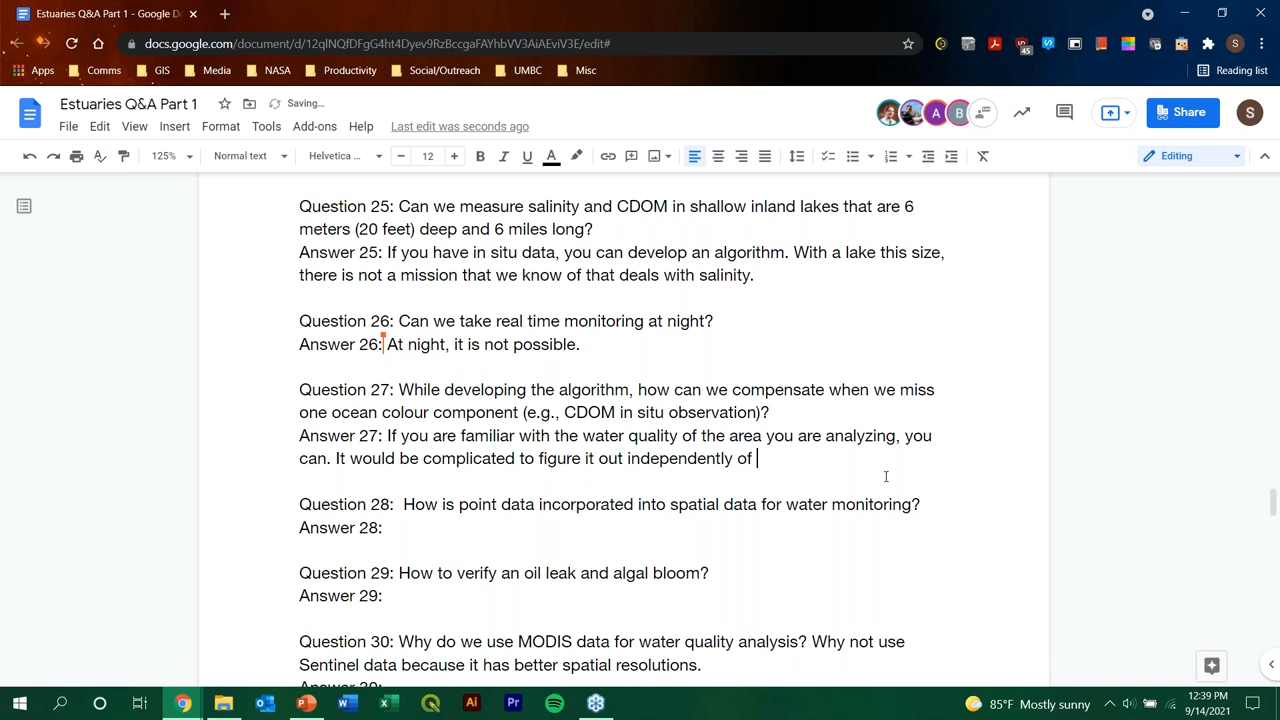 Estuaries Q&A Part 1 - Google D
docs.google.com/document/d/12qlNQfDFgG4ht4Dyev9RzBccgaFAYhbVV3AiAEviV3E/edit#
45
S
Apps Comms GIS Media NASA Productivity Social/Outreach UMBC Misc Reading list
Estuaries Q&A Part 1 Saving...
A B Share S
File Edit View Insert Format Tools Add-ons Help Last edit was seconds ago
125% Normal text Helvetica ... 12 B I U A Editing
Question 25: Can we measure salinity and CDOM in shallow inland lakes that are 6
meters (20 feet) deep and 6 miles long?
Answer 25: If you have in situ data, you can develop an algorithm. With a lake this size,
there is not a mission that we know of that deals with salinity.
Question 26: Can we take real time monitoring at night?
Answer 26: At night, it is not possible.
Question 27: While developing the algorithm, how can we compensate when we miss
one ocean colour component (e.g., CDOM in situ observation)?
Answer 27: If you are familiar with the water quality of the area you are analyzing, you
can. It would be complicated to figure it out independently of
Question 28:  How is point data incorporated into spatial data for water monitoring?
Answer 28:
Question 29: How to verify an oil leak and algal bloom?
Answer 29:
Question 30: Why do we use MODIS data for water quality analysis? Why not use
Sentinel data because it has better spatial resolutions.
85°F Mostly sunny
12:39 PM
9/14/2021